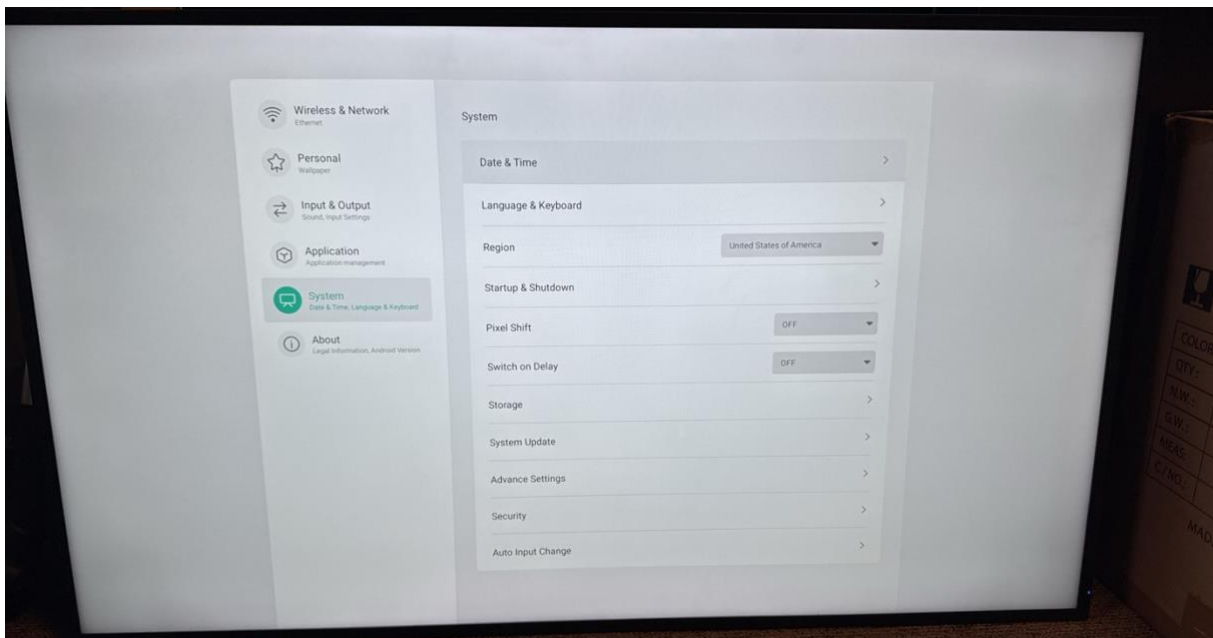 Wireless & Network
Ethernet
Personal
Wallpaper
Input & Output
Sound, Input Settings
Application
Application management
System
Date & Time, Language & Keyboard
About
Legal Information, Android Version
System
Date & Time
Language & Keyboard
Region
United States of America
Startup & Shutdown
Pixel Shift
OFF
Switch on Delay
OFF
Storage
System Update
Advance Settings
Security
Auto Input Change
COLOR
QTY:
N.W.:
G.W.:
MEAS:
C/NO.:
MAD